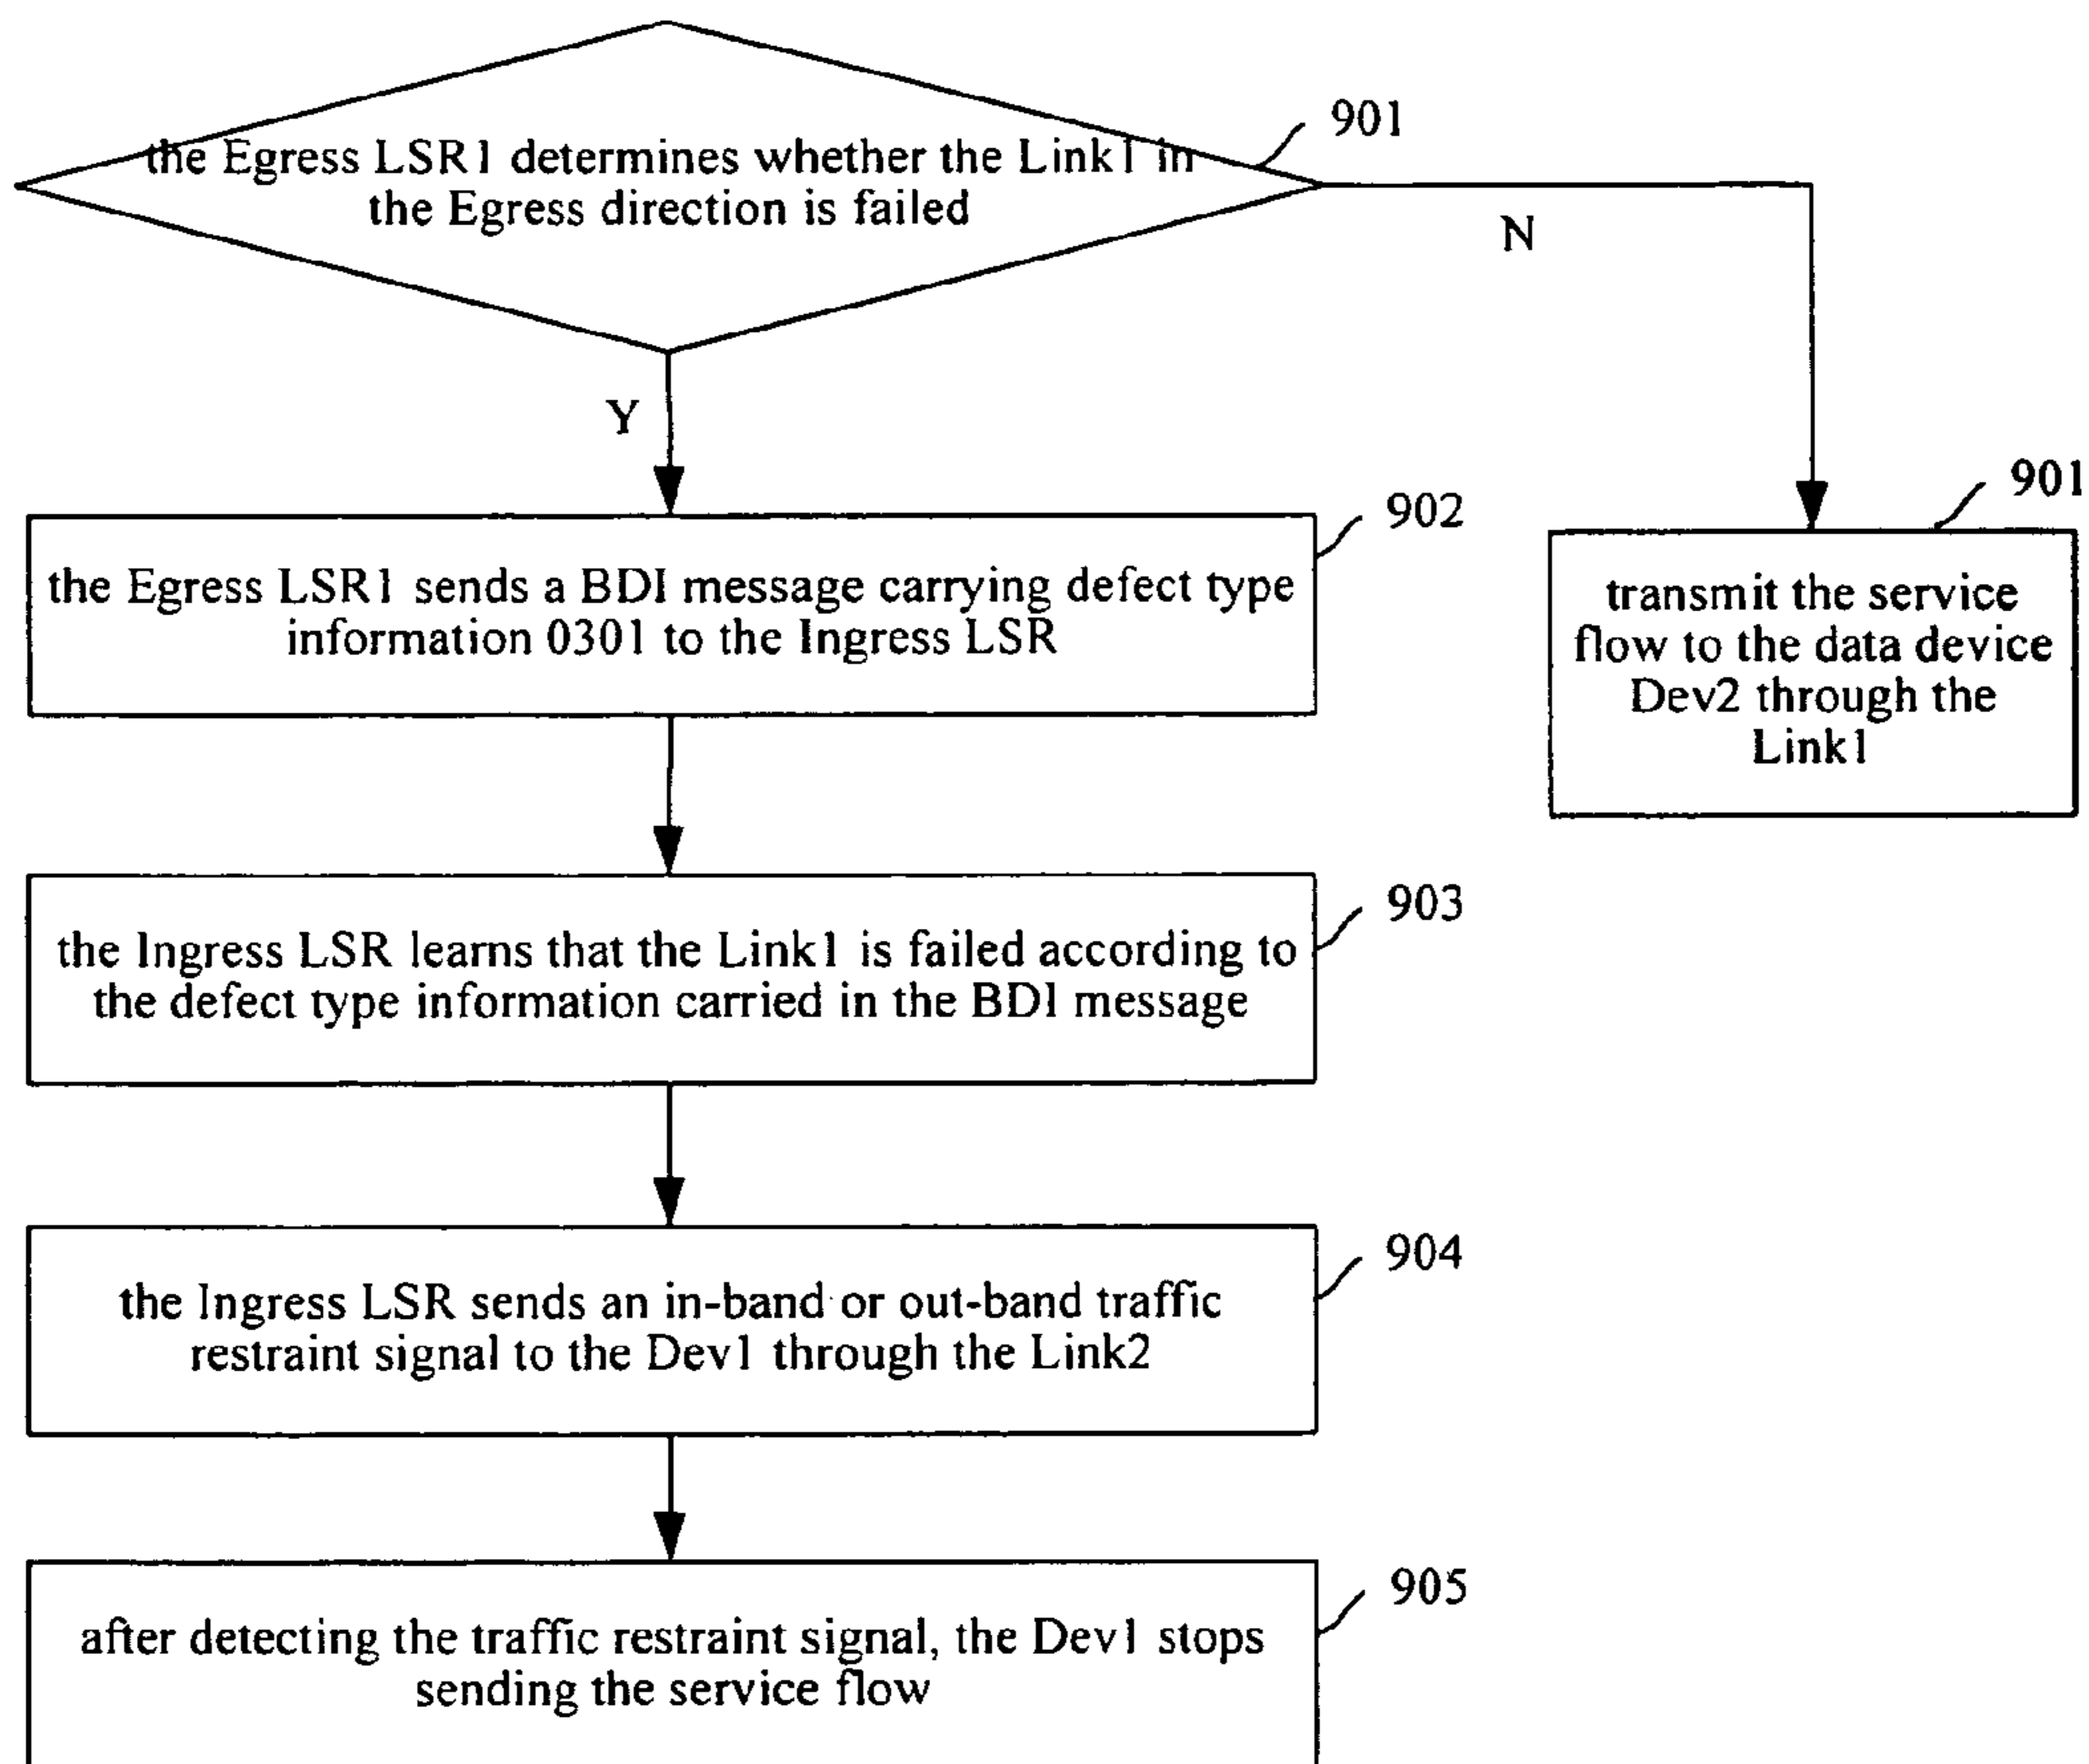 901
the Egress LSR1 determines whether the Link1 in
the Egress direction is failed
N
Y
901
902
the Egress LSR1 sends a BDI message carrying defect type
information 0301 to the Ingress LSR
transmit the service
flow to the data device
Dev2 through the
Link1
903
the Ingress LSR learns that the Link1 is failed according to
the defect type information carried in the BDI message
904
the Ingress LSR sends an in-band or out-band traffic
restraint signal to the Dev1 through the Link2
905
after detecting the traffic restraint signal, the Dev1 stops
sending the service flow